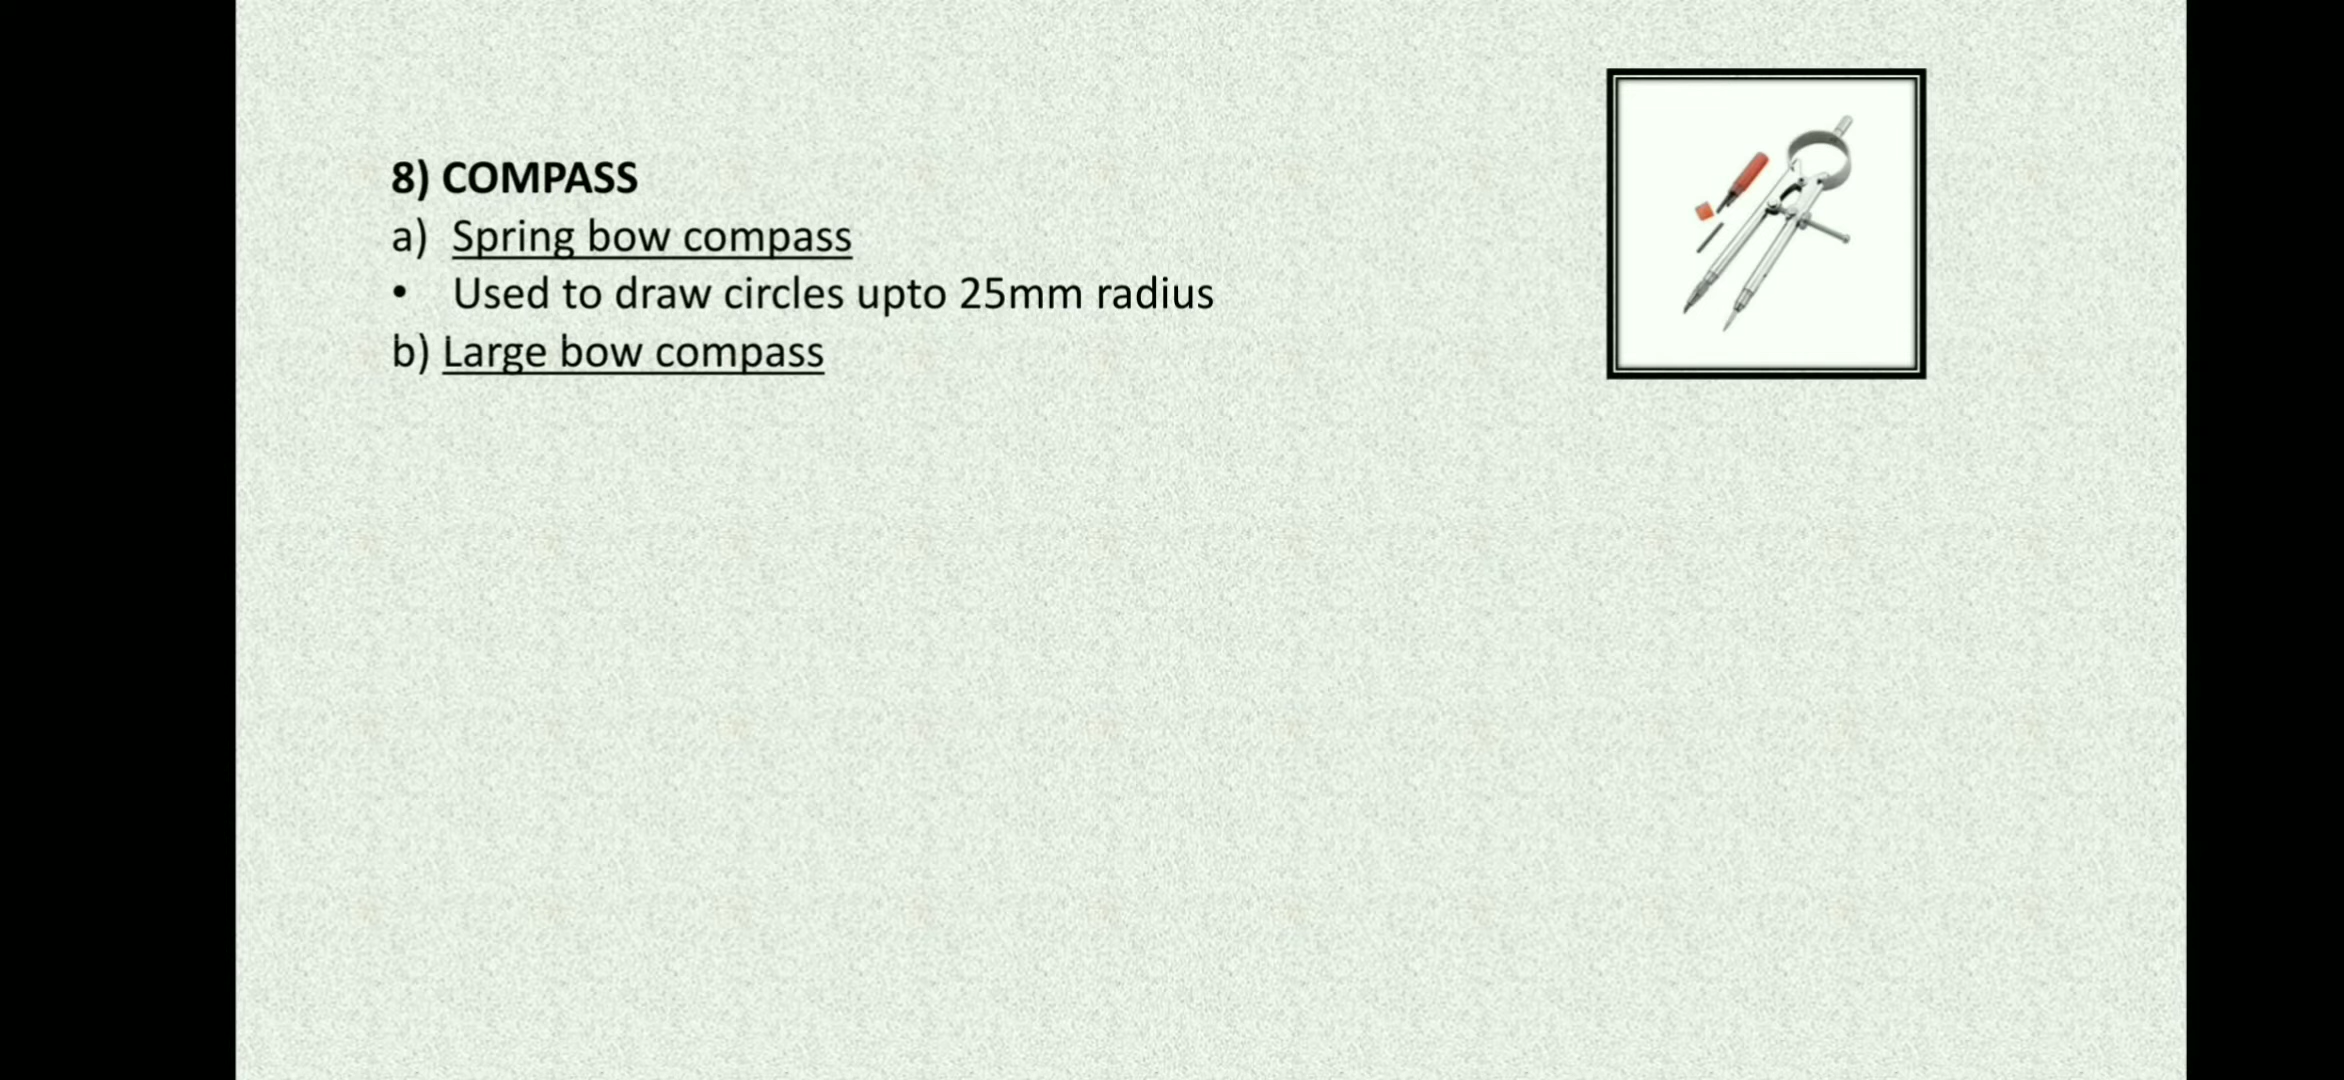 8) COMPASS
a) Spring bow compass
• Used to draw circles upto 25mm radius
b) Large bow compass